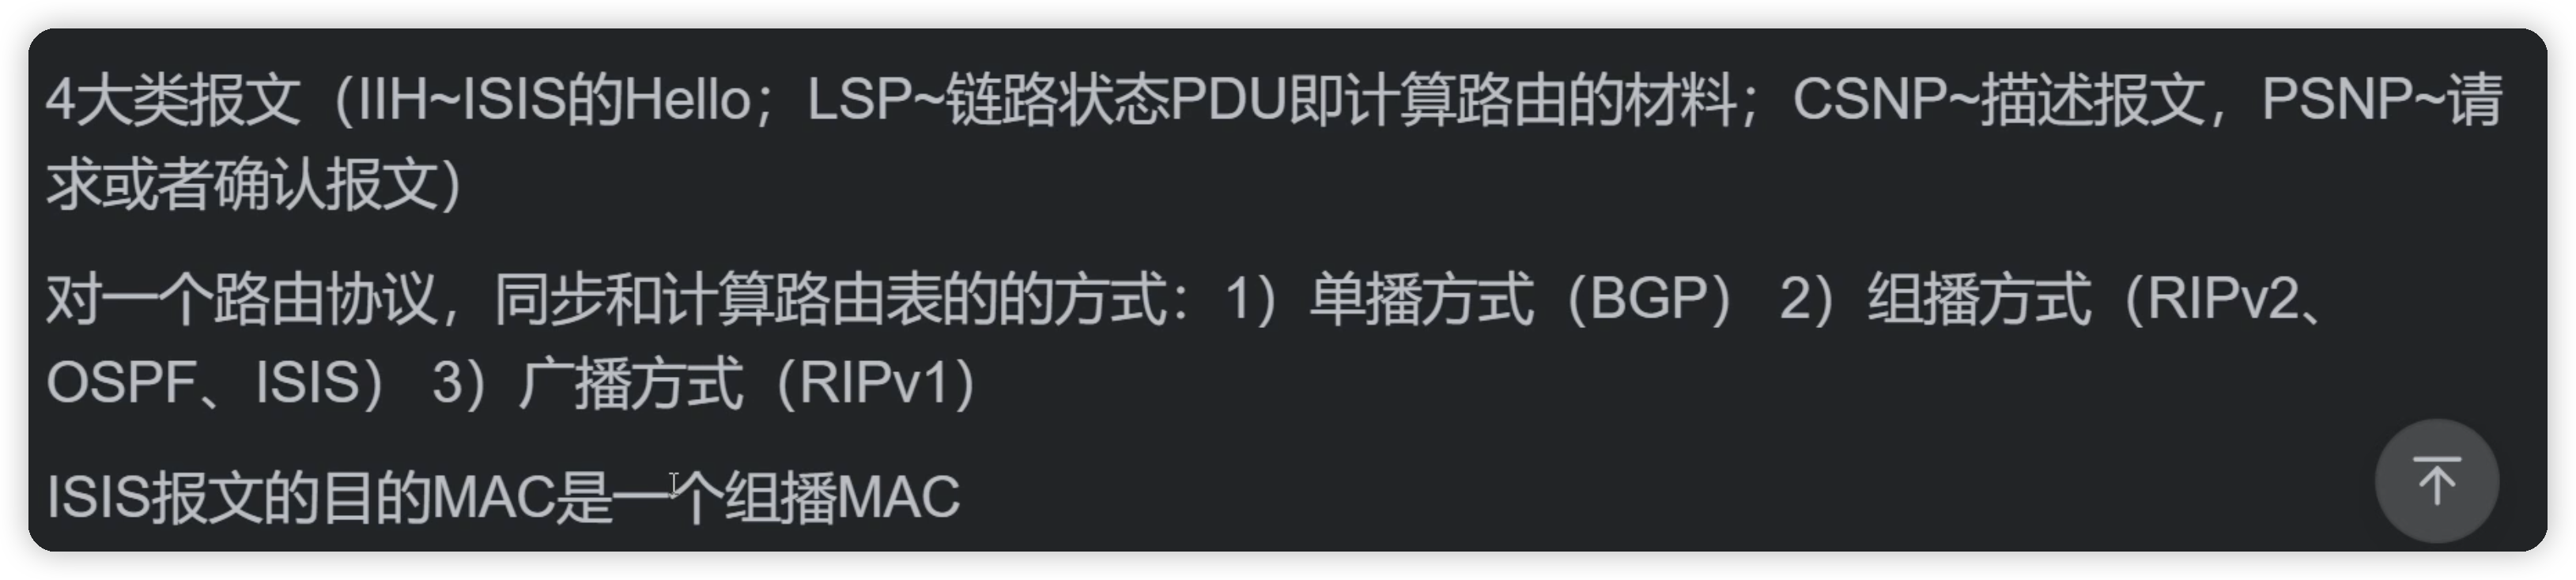 4大类报文（IIH~ISIS的Hello；LSP~链路状态PDU即计算路由的材料；CSNP~描述报文，PSNP~请
求或者确认报文）
对一个路由协议，同步和计算路由表的的方式：1）单播方式（BGP） 2）组播方式（RIPv2、
OSPF、ISIS） 3）广播方式（RIPv1）
ISIS报文的目的MAC是一个组播MAC